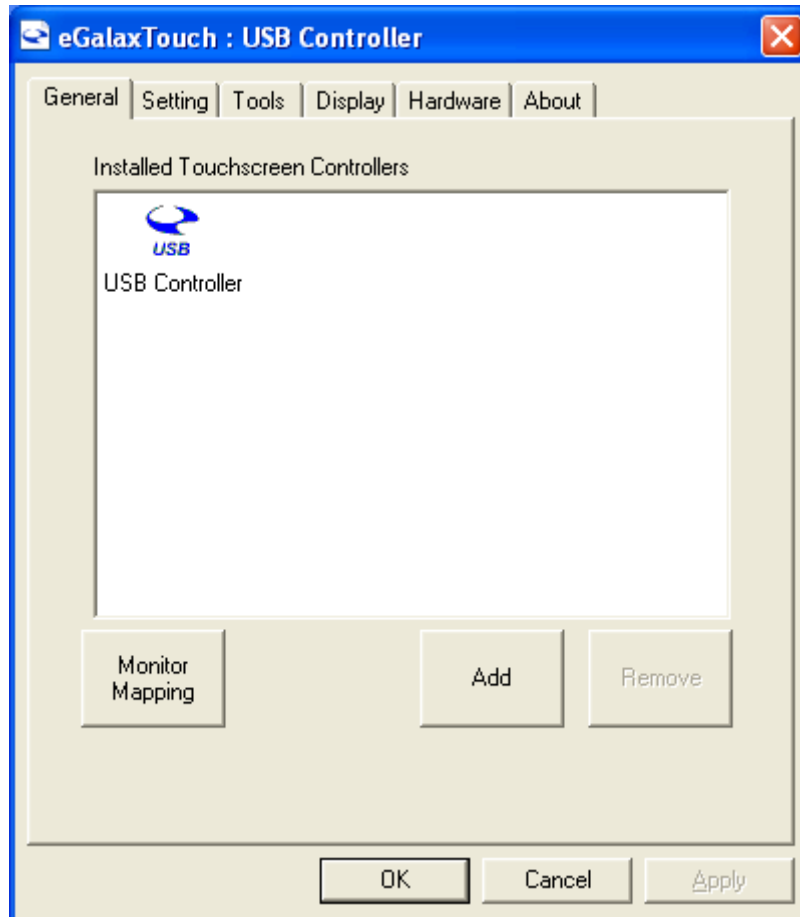 eGalaxTouch : USB Controller
General Setting Tools Display Hardware About
Installed Touchscreen Controllers
USB
USB Controller
Monitor
Mapping
Add
Remove
OK Cancel Apply